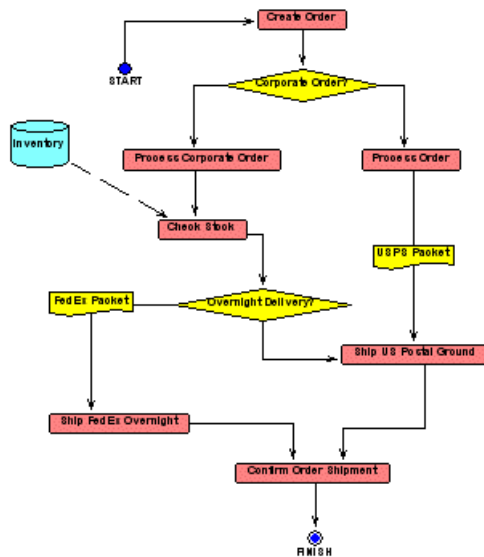 Create Order
START
Corporate Order?
Inventory
Process Corporate Order
Process Order
Check Stock
USPS Packet
FedEx Packet
Overnight Delivery?
Ship US Postal Ground
Ship FedEx Overnight
Confirm Order Shipment
FINISH